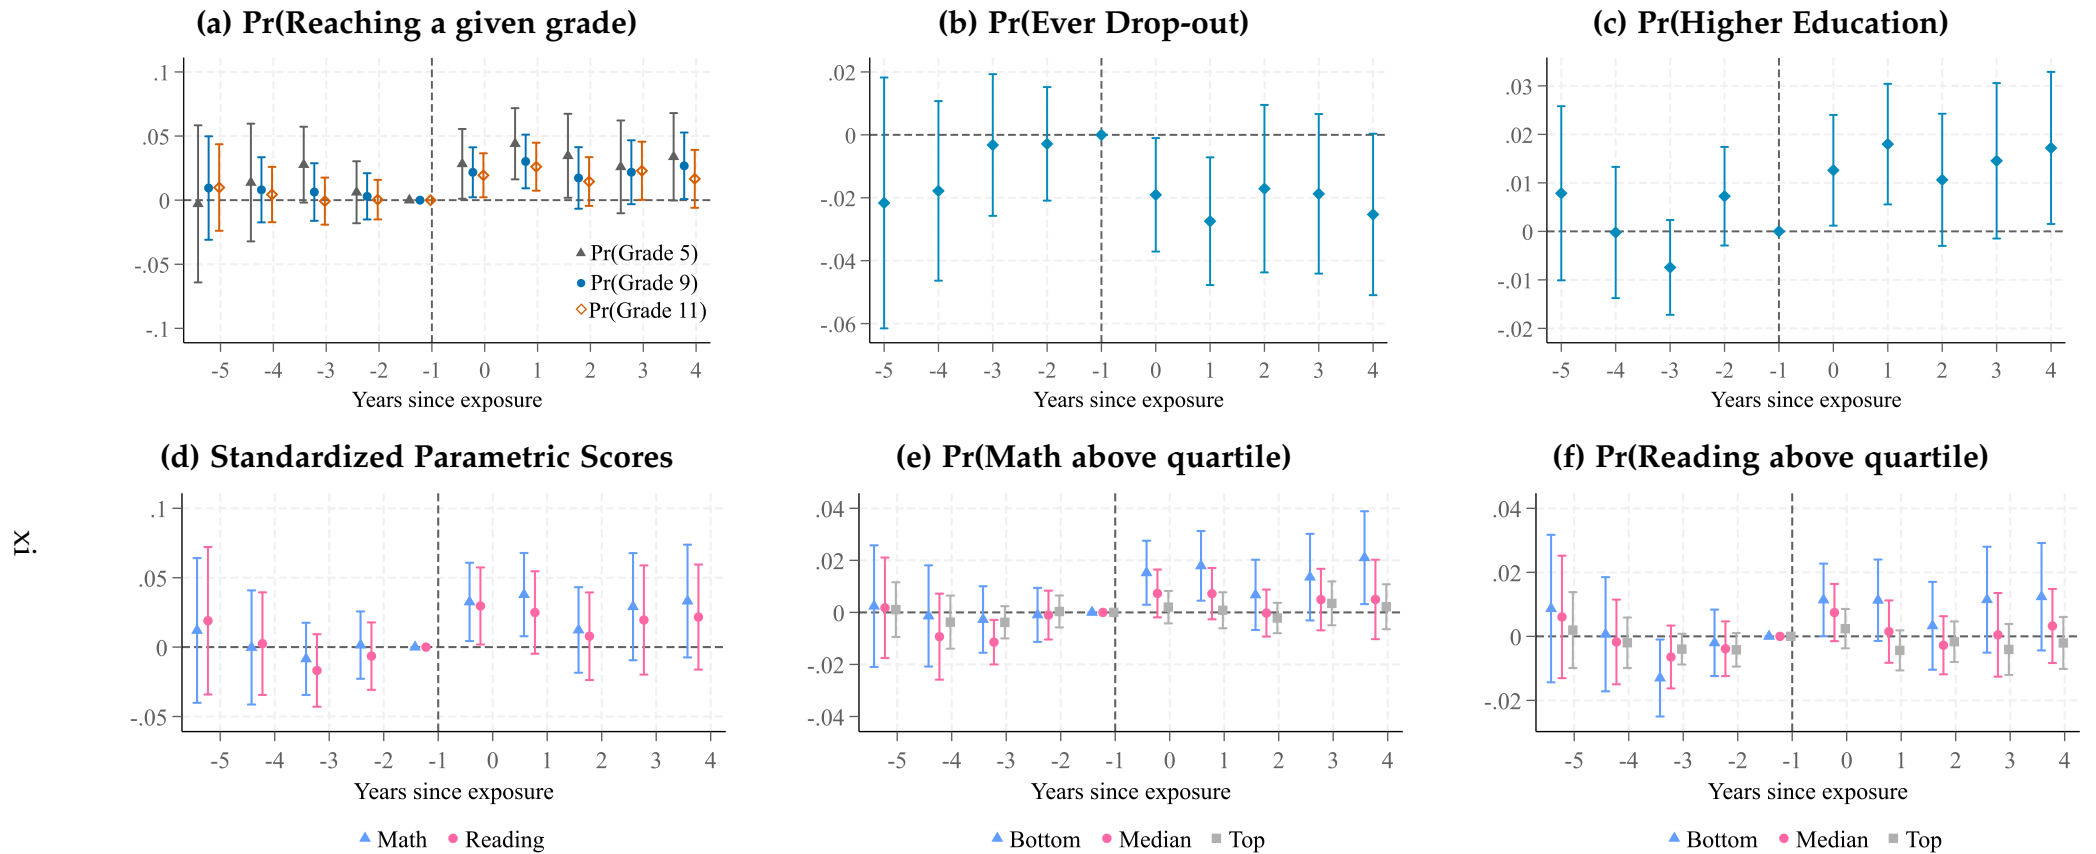 (a) Pr(Reaching a given grade)
.1
.05
0
-.05
-.1
Pr(Grade 5)
Pr(Grade 9)
Pr(Grade 11)
-5 -4 -3 -2 -1 0 1 2 3 4
Years since exposure
(b) Pr(Ever Drop-out)
.02
0
-.02
-.04
-.06
-5 -4 -3 -2 -1 0 1 2 3 4
Years since exposure
(c) Pr(Higher Education)
.03
.02
.01
0
-.01
-.02
-5 -4 -3 -2 -1 0 1 2 3 4
Years since exposure
xi
(d) Standardized Parametric Scores
.1
.05
0
-.05
-5 -4 -3 -2 -1 0 1 2 3 4
Years since exposure
Math Reading
(e) Pr(Math above quartile)
.04
.02
0
-.02
-.04
-5 -4 -3 -2 -1 0 1 2 3 4
Years since exposure
Bottom Median Top
(f) Pr(Reading above quartile)
.04
.02
0
-.02
-5 -4 -3 -2 -1 0 1 2 3 4
Years since exposure
Bottom Median Top